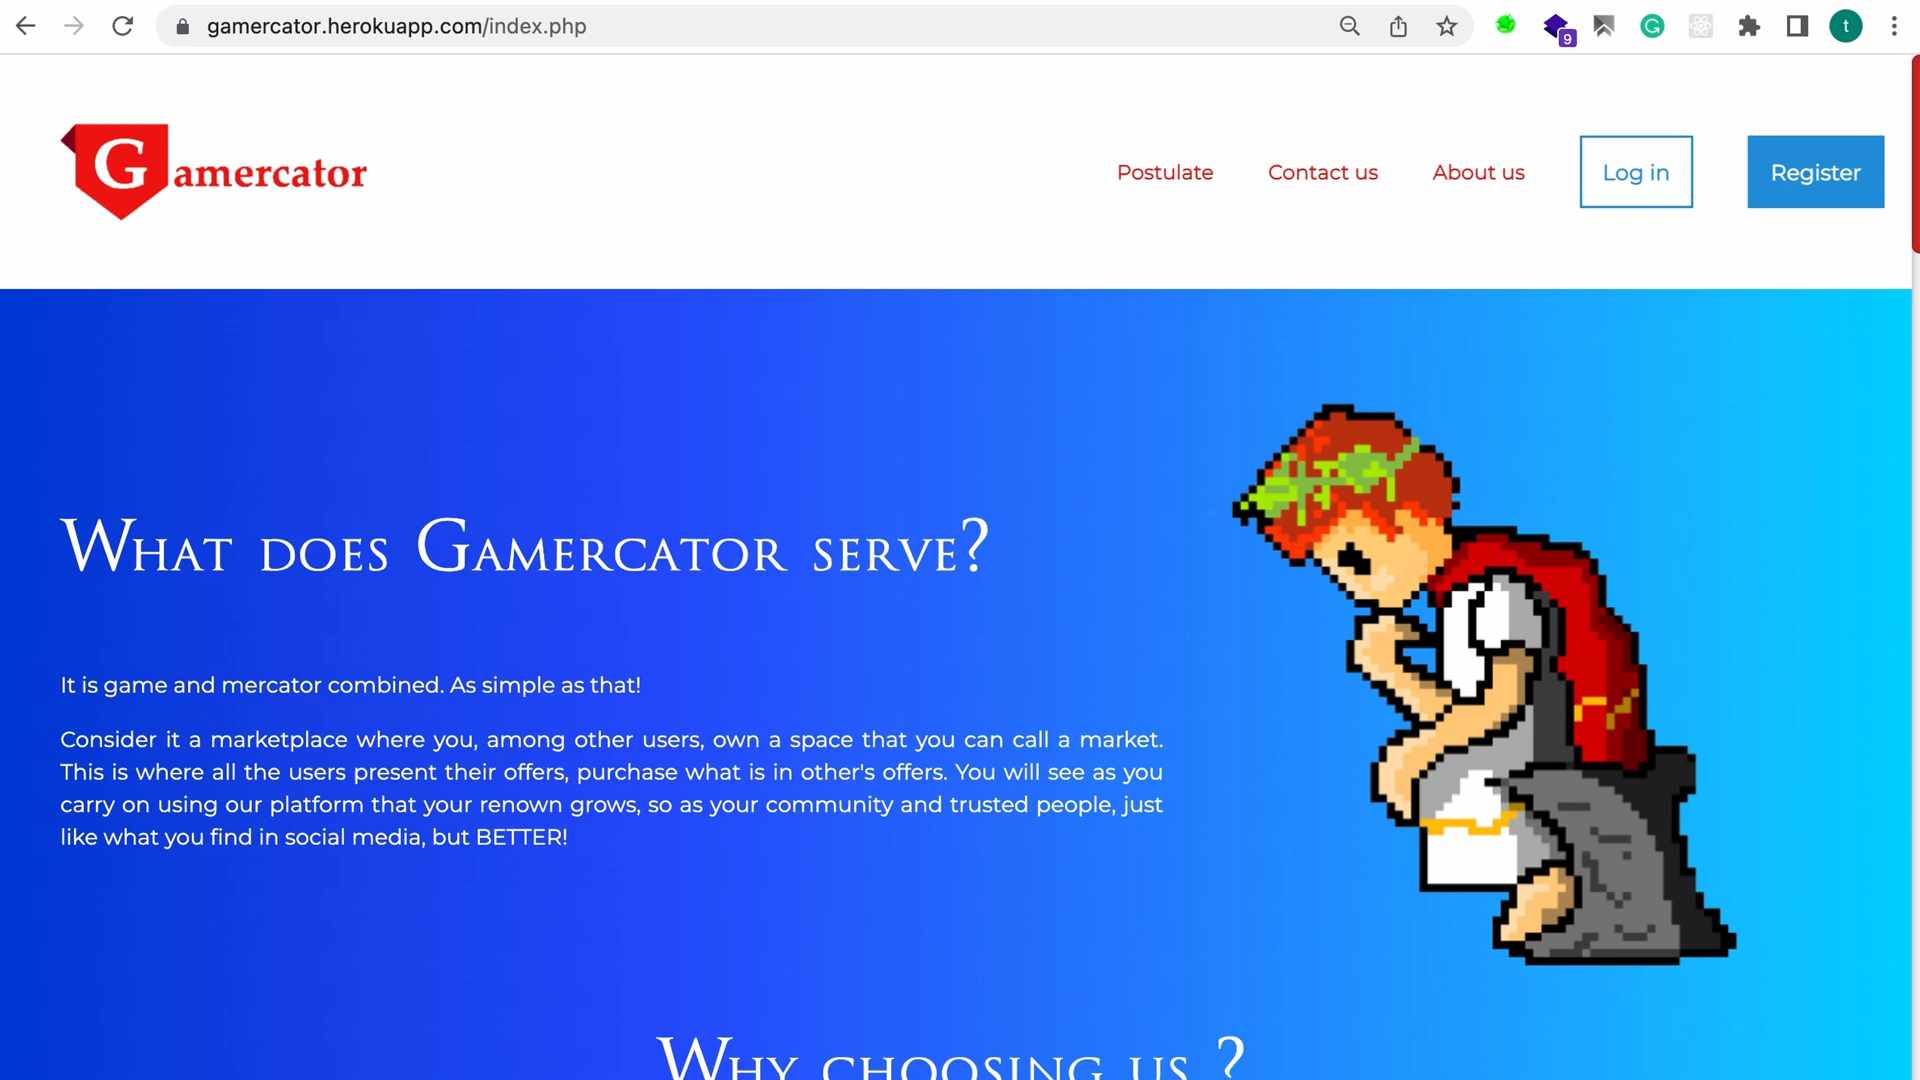 gamercator.herokuapp.com/index.php
9
G
t
Gamercator
Postulate
Contact us
About us
Log in
Register
What does Gamercator serve?
It is game and mercator combined. As simple as that!
Consider it a marketplace where you, among other users, own a space that you can call a market.
This is where all the users present their offers, purchase what is in other's offers. You will see as you
carry on using our platform that your renown grows, so as your community and trusted people, just
like what you find in social media, but BETTER!
Why choosing us ?